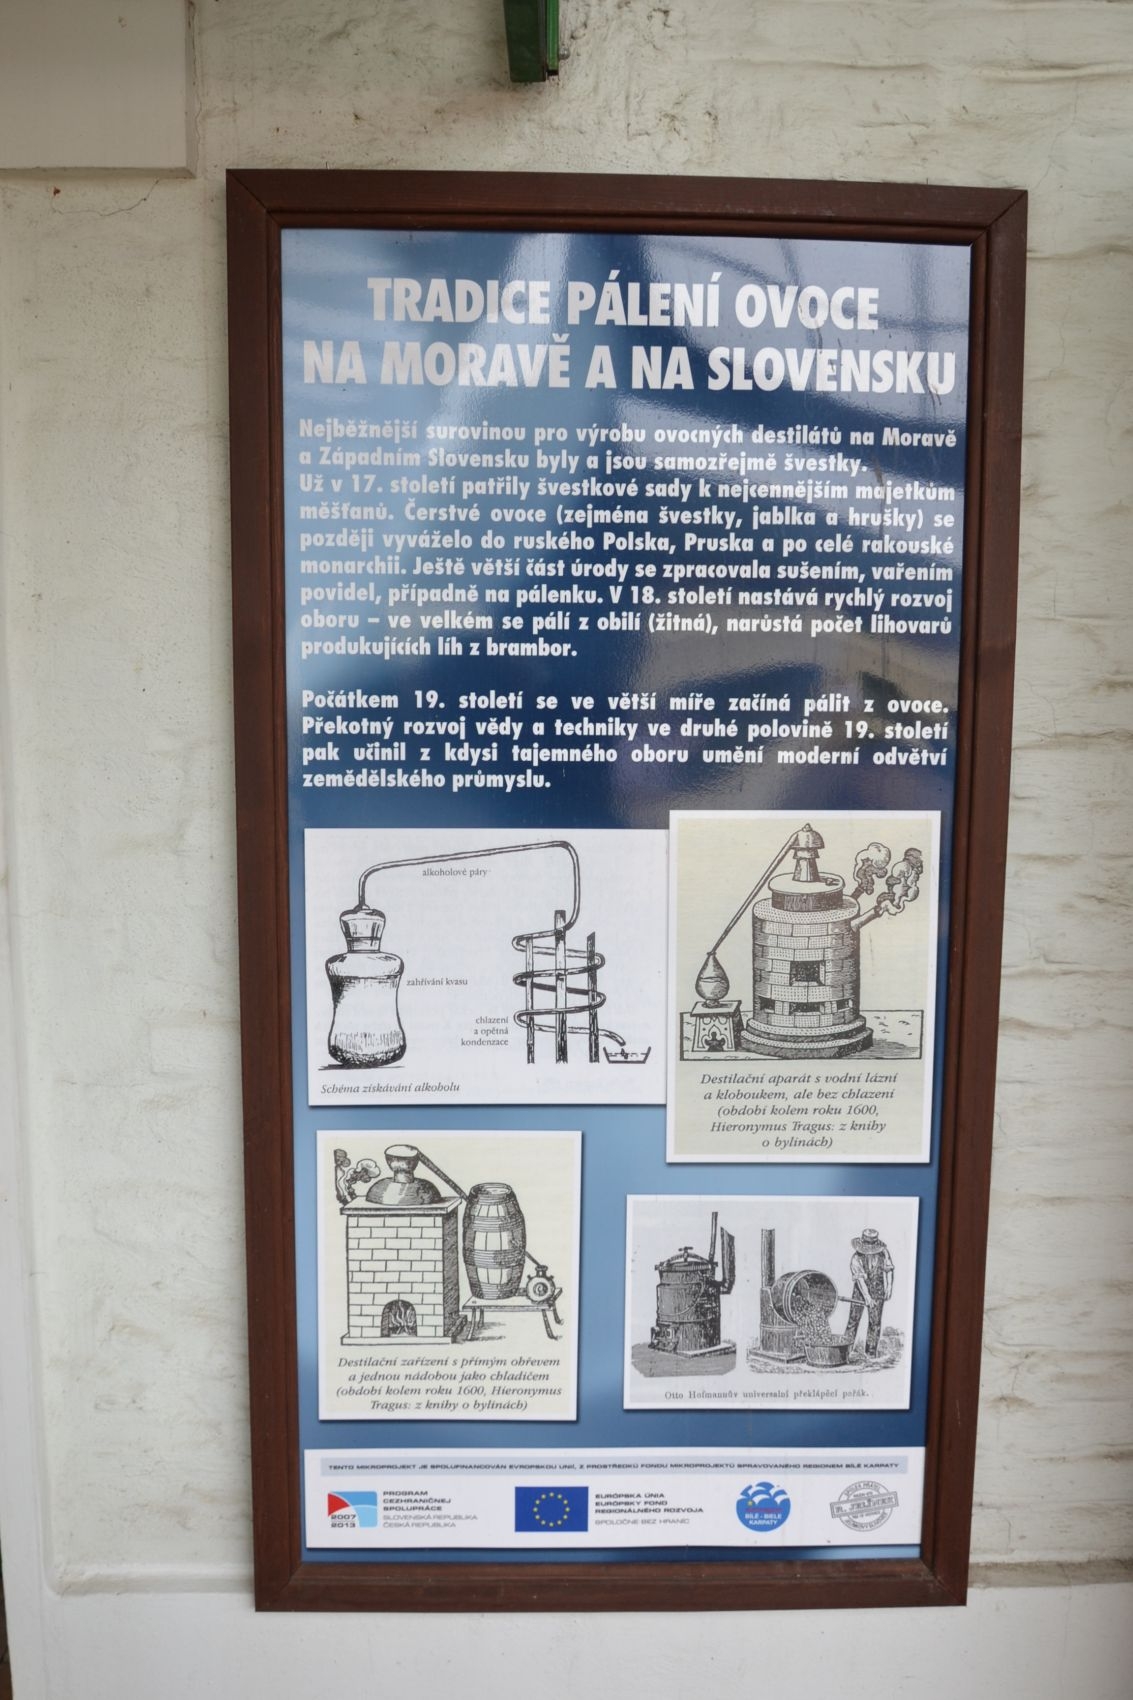 TRADICE PÁLENÍ OVOCE
NA MORAVĚ A NA SLOVENSKU
Nejběžnější surovinou pro výrobu ovocných destilátů na Moravě
a Západním Slovensku byly a jsou samozřejmě švestky.
Už v 17. století patřily švestkové sady k nejcennějším majetkům
měšťanů. Čerstvé ovoce (zejména švestky, jablka a hrušky) se
později vyváželo do ruského Polska, Pruska a po celé rakouské
monarchii. Ještě větší část úrody se zpracovala sušením, vařením
povidel, případně na pálenku. V 18. století nastává rychlý rozvoj
oboru – ve velkém se pálí z obilí (žitná), narůstá počet lihovarů
produkujících líh z brambor.
Počátkem 19. století se ve větší míře začíná pálit z ovoce.
Překotný rozvoj vědy a techniky ve druhé polovině 19. století
pak učinil z kdysi tajemného oboru umění moderní odvětví
zemědělského průmyslu.
alkoholové páry
zahřívání kvasu
chlazení
a opětná
kondenzace
Schéma získávání alkoholu
Destilační aparát s vodní lázní
a kloboukem, ale bez chlazení
(období kolem roku 1600,
Hieronymus Tragus: z knihy
o bylinách)
Destilační zařízení s přímým ohřevem
a jednou nádobou jako chladičem
(období kolem roku 1600, Hieronymus
Tragus: z knihy o bylinách)
Otto Hofmannův universalní překlápěcí pořák.
TENTO MIKROPROJEKT JE SPOLUFINANCOVÁN EVROPSKOU UNIÍ, Z PROSTŘEDKŮ FONDU MIKROPROJEKTŮ SPRAVOVANÉHO REGIONEM BÍLÉ KARPATY
2007
2013
PROGRAM
CEZHRANIČNEJ
SPOLUPRÁCE
SLOVENSKÁ REPUBLIKA
ČESKÁ REPUBLIKA
EURÓPSKA ÚNIA
EURÓPSKY FOND
REGIONÁLNEHO ROZVOJA
SPOLOČNE BEZ HRANÍC
BÍLÉ - BIELE
KARPATY
R. JELÍNEK